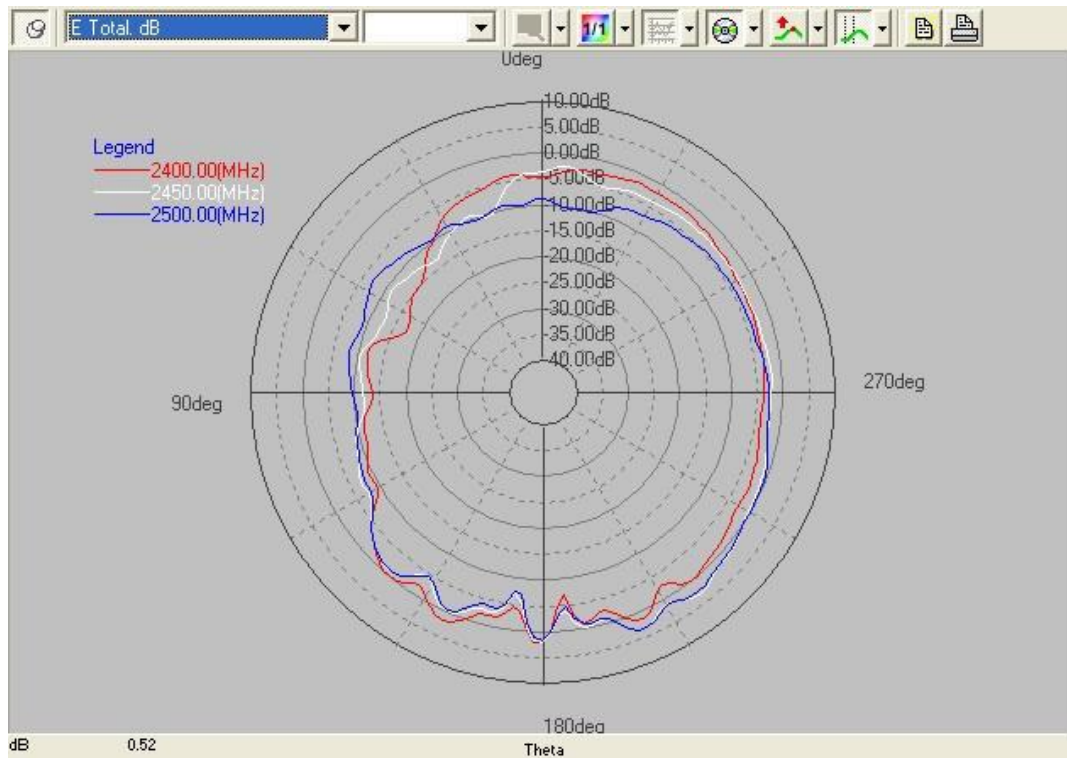 E Total. dB
1/1
0deg
10.00dB
5.00dB
0.00dB
-5.00dB
-10.00dB
-15.00dB
-20.00dB
-25.00dB
-30.00dB
-35.00dB
-40.00dB
Legend
2400.00(MHz)
2450.00(MHz)
2500.00(MHz)
90deg
270deg
180deg
dB 0.52 Theta